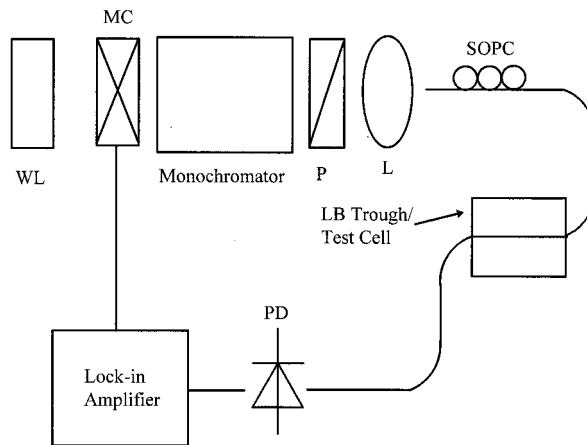 MC
SOPC
WL
Monochromator
P
L
LB Trough/
Test Cell
PD
Lock-in
Amplifier